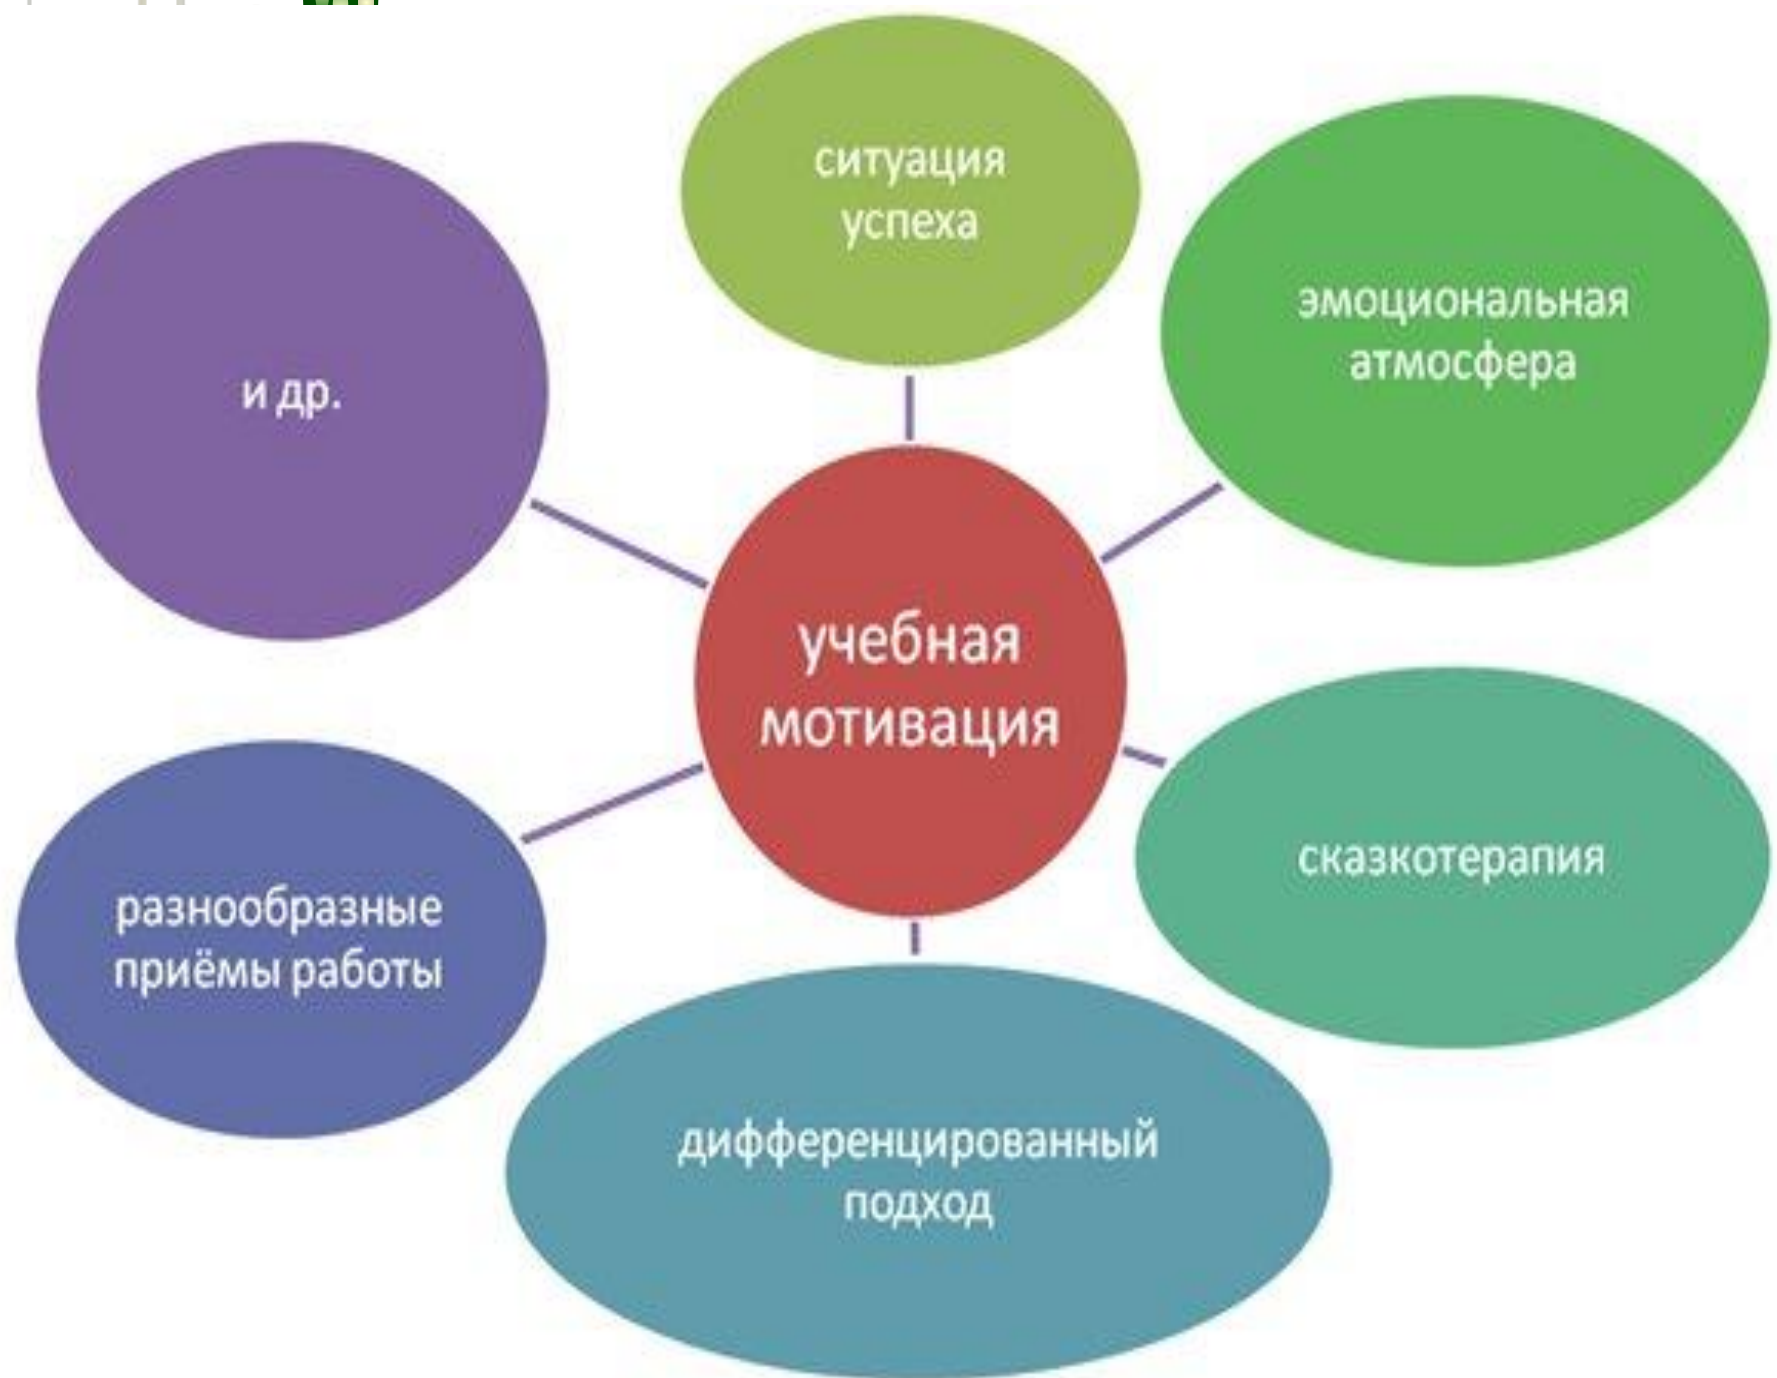 ситуация
успеха
эмоциональная
атмосфера
и др.
учебная
мотивация
сказкотерапия
разнообразные
приёмы работы
дифференцированный
подход